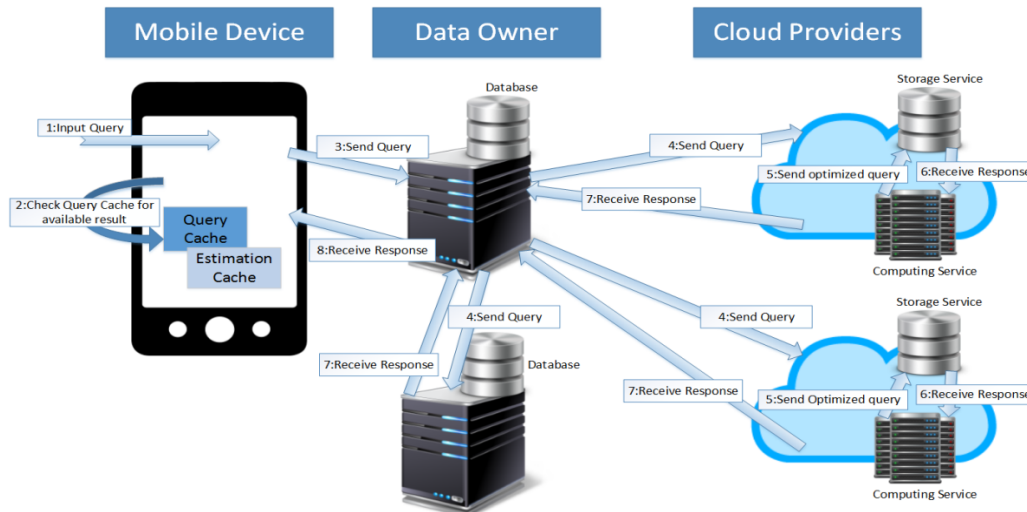 Mobile Device
Data Owner
Cloud Providers
Database
Storage Service
1:Input Query
3:Send Query
4:Send Query
5:Send optimized query
6:Receive Response
2:Check Query Cache for
available result
7:Receive Response
Query
Cache
8:Receive Response
Estimation
Cache
Computing Service
Storage Service
4:Send Query
4:Send Query
7:Receive Response
Database
7:Receive Response
5:Send Optimized query
6:Receive Response
Computing Service